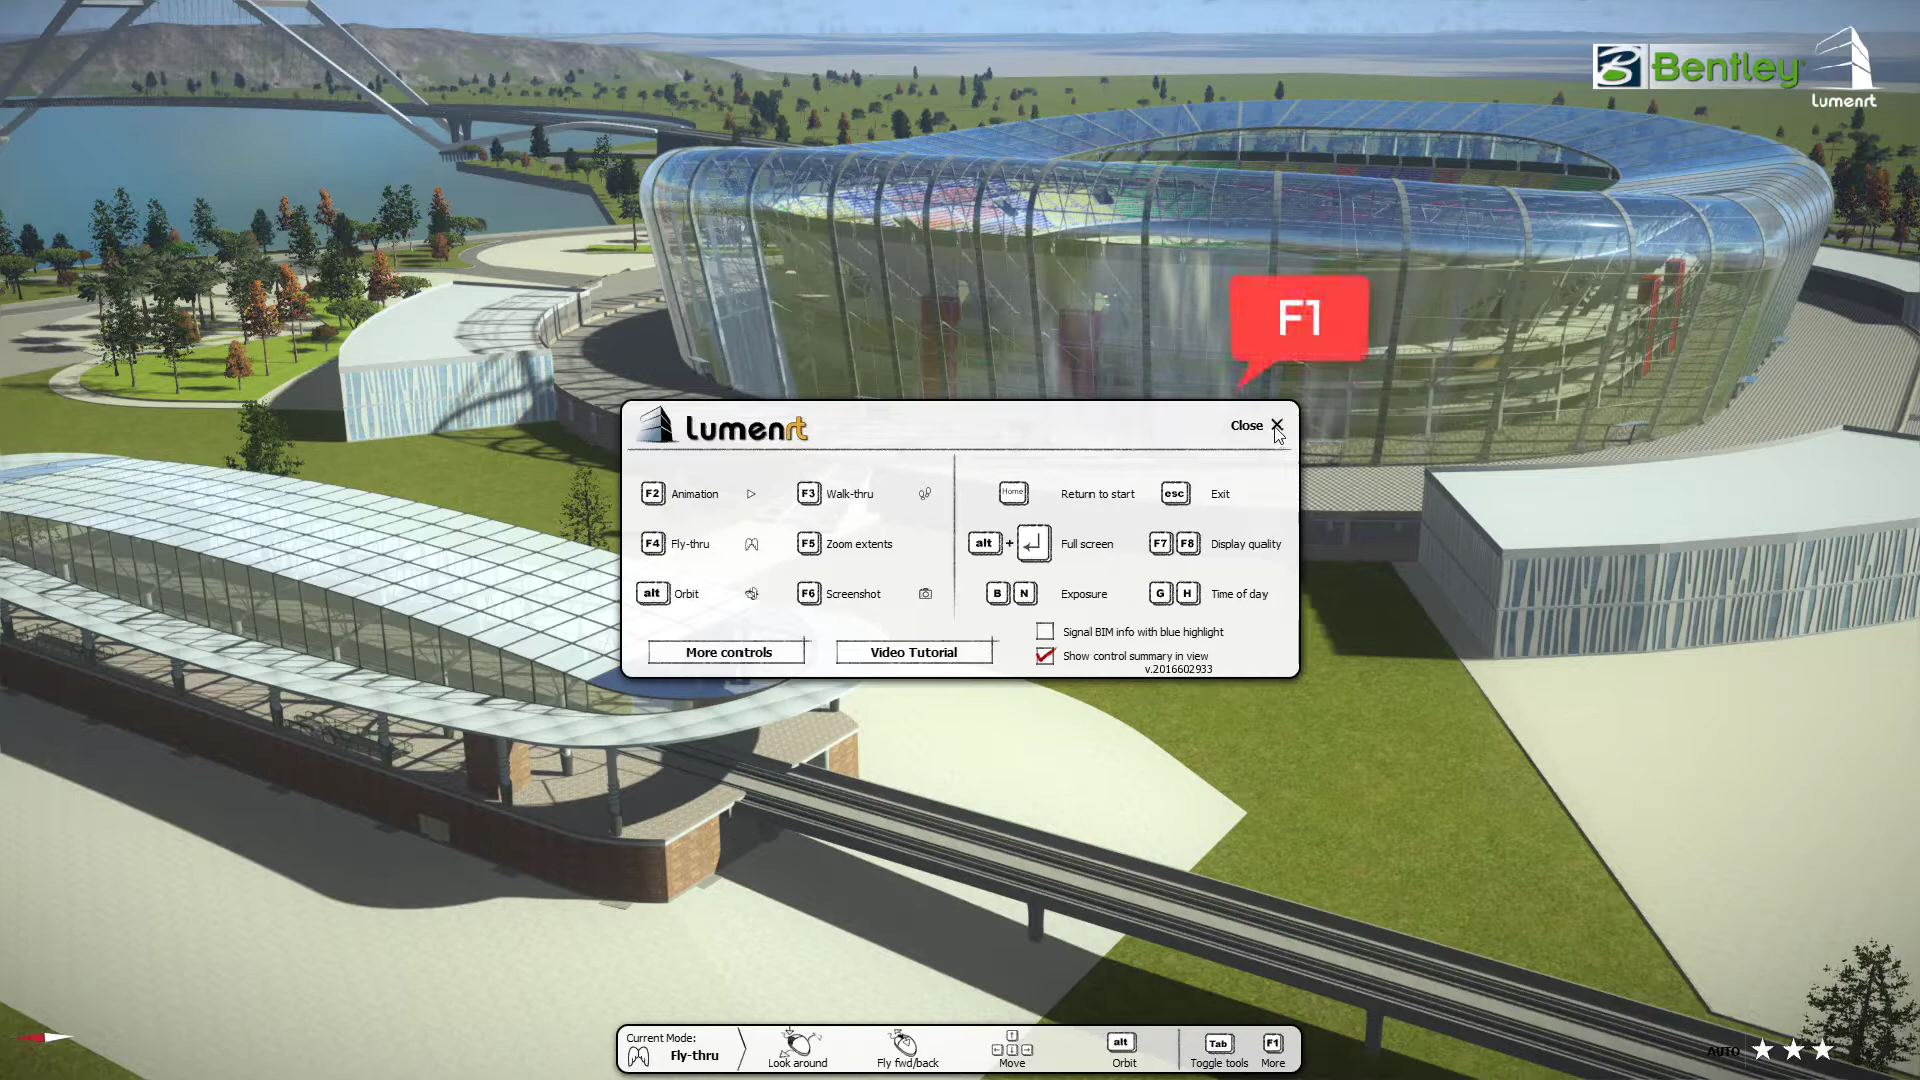 Bentley
Lumenrt
F1
Lumenrt
Close
F2 Animation
F3 Walk-thru
Home Return to start
esc Exit
F4 Fly-thru
F5 Zoom extents
alt + Full screen
F7 F8 Display quality
alt Orbit
F6 Screenshot
B N Exposure
G H Time of day
Signal BIM info with blue highlight
More controls
Video Tutorial
Show control summary in view
v.2016602933
Current Mode:
Fly-thru
Look around
Fly fwd/back
Move
alt
Orbit
Tab
Toggle tools
F1
More
AUTO